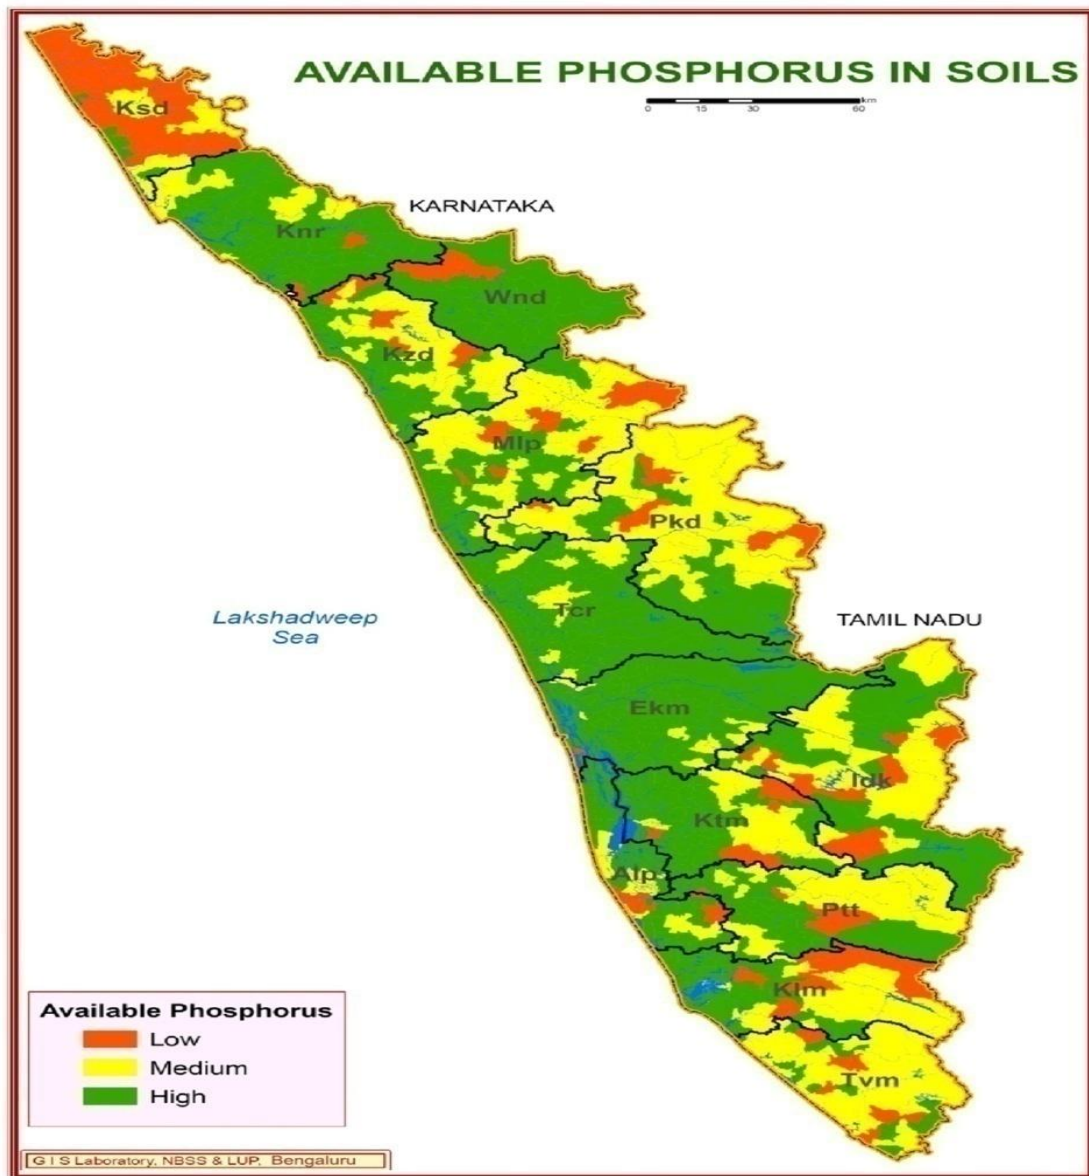 AVAILABLE PHOSPHORUS IN SOILS
0 15 30 60 km
Ksd
KARNATAKA
Knr
Wnd
Kzd
Mlp
Pkd
Tcr
Lakshadweep
Sea
TAMIL NADU
Ekm
Idk
Ktm
Alp
Ptt
Klm
Tvm
Available Phosphorus
Low
Medium
High
G I S Laboratory, NBSS & LUP, Bengaluru